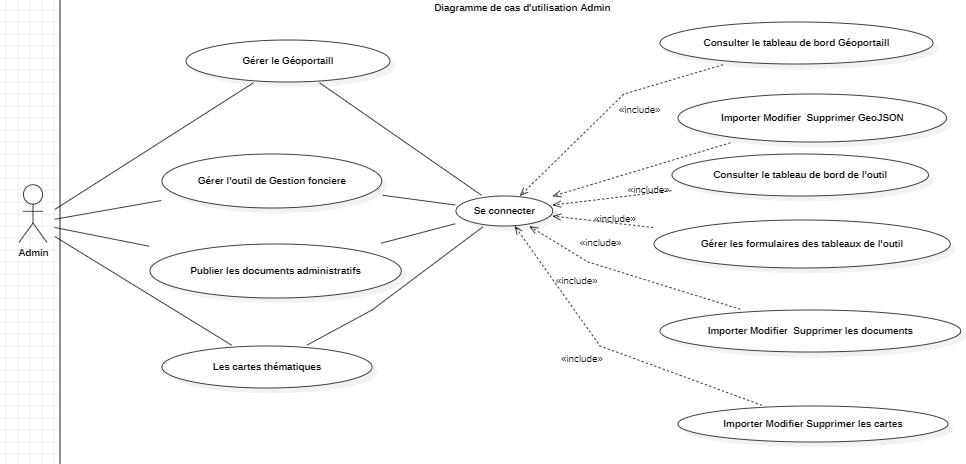 Diagramme de cas d'utilisation Admin
Consulter le tableau de bord Géoportaill
Gérer le Géoportaill
«include»
Importer Modifier  Supprimer GeoJSON
Consulter le tableau de bord de l'outil
Gérer l'outil de Gestion fonciere
«include»
Se connecter
«include»
Admin
«include»
Gérer les formulaires des tableaux de l'outil
Publier les documents administratifs
«include»
Importer Modifier  Supprimer les documents
«include»
Les cartes thématiques
Importer Modifier Supprimer les cartes